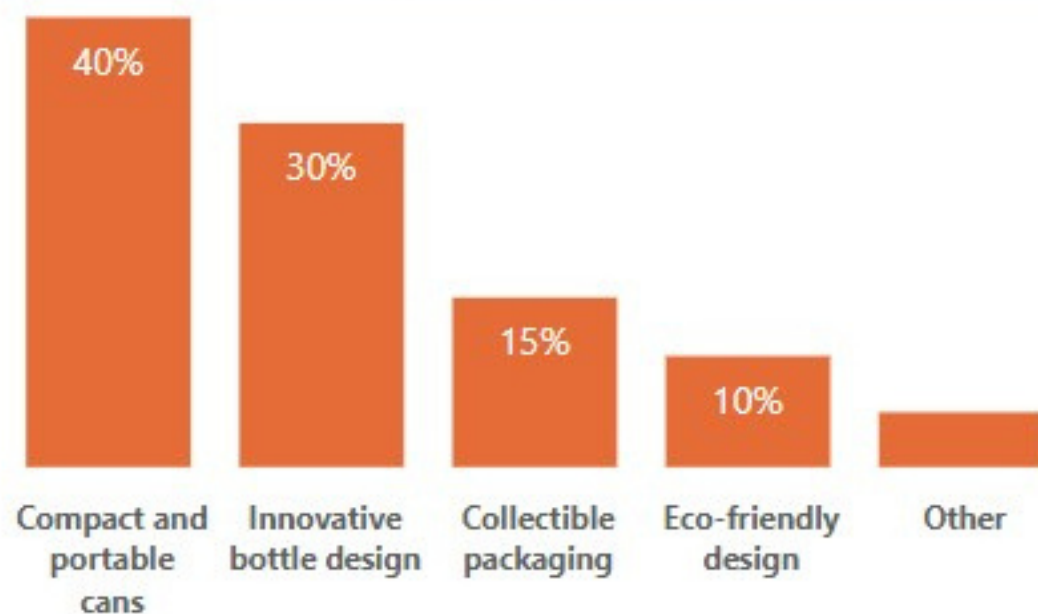 40%
30%
15%
10%
Compact and
portable
cans
Innovative
bottle design
Collectible
packaging
Eco-friendly
design
Other